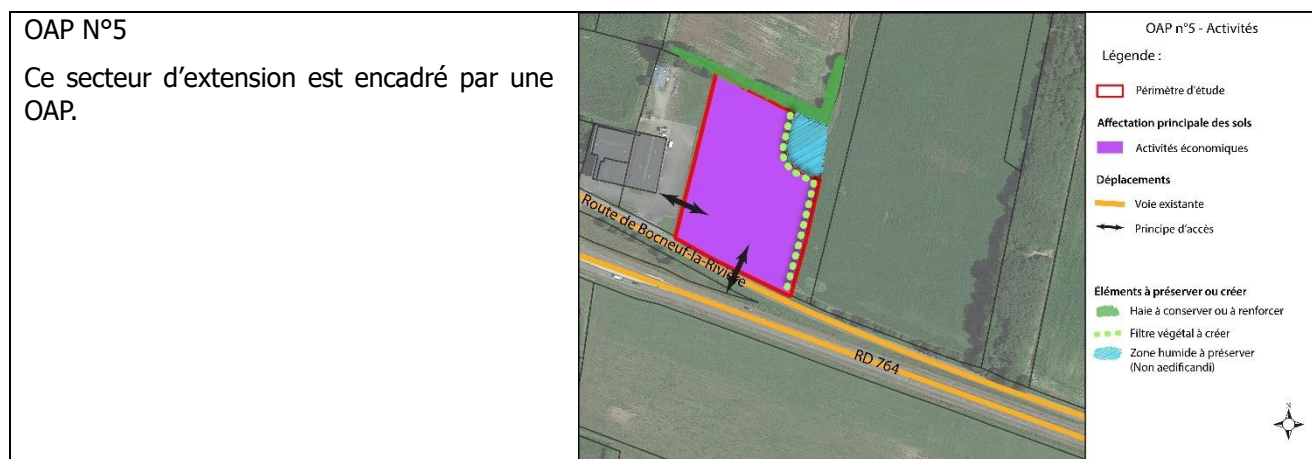 OAP N°5
Ce secteur d’extension est encadré par une
OAP.
Route de Bocneuf-la-Rivière
RD 764
OAP n°5 - Activités
Légende :
Périmètre d'étude
Affectation principale des sols
Activités économiques
Déplacements
Voie existante
Principe d'accès
Éléments à préserver ou créer
Haie à conserver ou à renforcer
Filtre végétal à créer
Zone humide à préserver
(Non aedificandi)
N